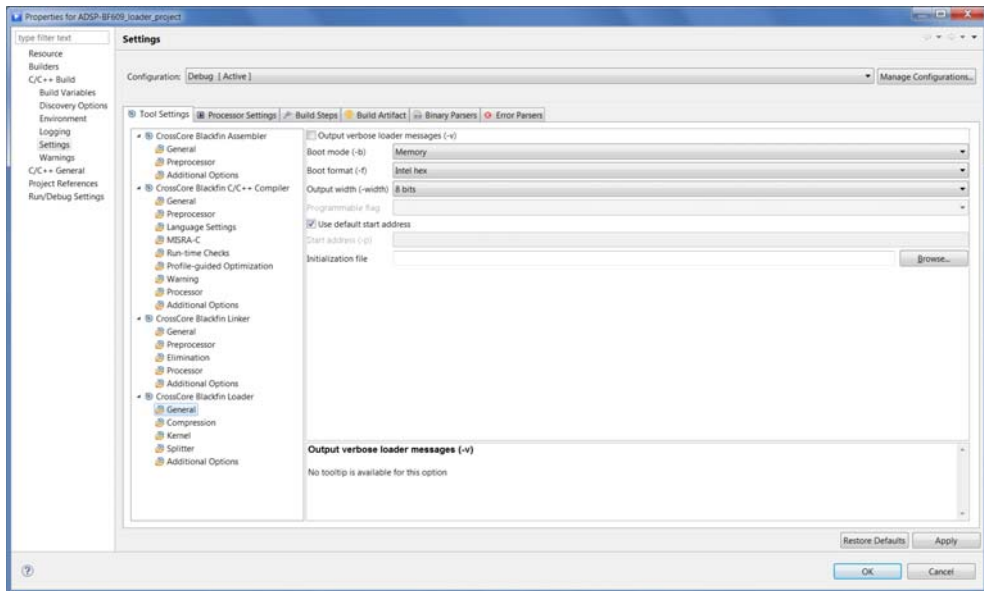 Properties for ADSP-BF609_loader_project
type filter text
Resource
Builders
C/C++ Build
Build Variables
Discovery Options
Environment
Logging
Settings
Warnings
C/C++ General
Project References
Run/Debug Settings
Settings
Configuration: Debug [ Active ]
Manage Configurations...
Tool Settings Processor Settings Build Steps Build Artifact Binary Parsers Error Parsers
CrossCore Blackfin Assembler
General
Preprocessor
Additional Options
CrossCore Blackfin C/C++ Compiler
General
Preprocessor
Language Settings
MISRA-C
Run-time Checks
Profile-guided Optimization
Warning
Processor
Additional Options
CrossCore Blackfin Linker
General
Preprocessor
Elimination
Processor
Additional Options
CrossCore Blackfin Loader
General
Compression
Kernel
Splitter
Additional Options
Output verbose loader messages (-v)
Boot mode (-b) Memory
Boot format (-f) Intel hex
Output width (-width) 8 bits
Programmable flag
Use default start address
Start address (-p)
Initialization file
Browse...
Output verbose loader messages (-v)
No tooltip is available for this option
Restore Defaults Apply
OK Cancel